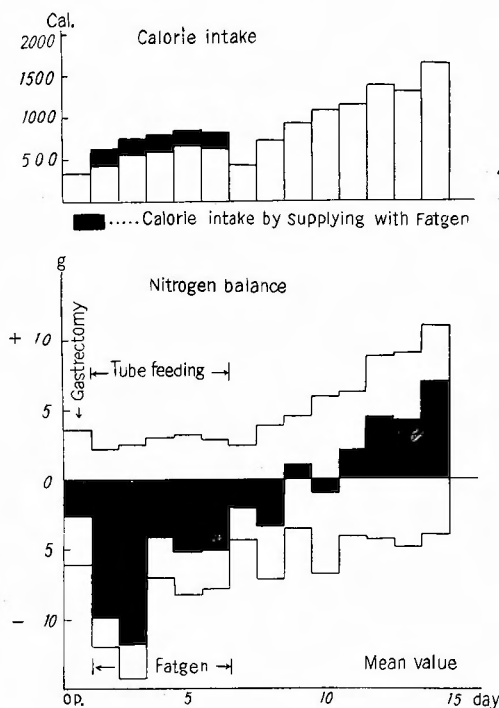 Cal.
Calorie intake
2000
1500
1000
500
..... Calorie intake by supplying with Fatgen
g
Nitrogen balance
+ 10
← Gastrectomy
Tube feeding
5
0
5
- 10
Fatgen
Mean value
op. 5 10 15 day